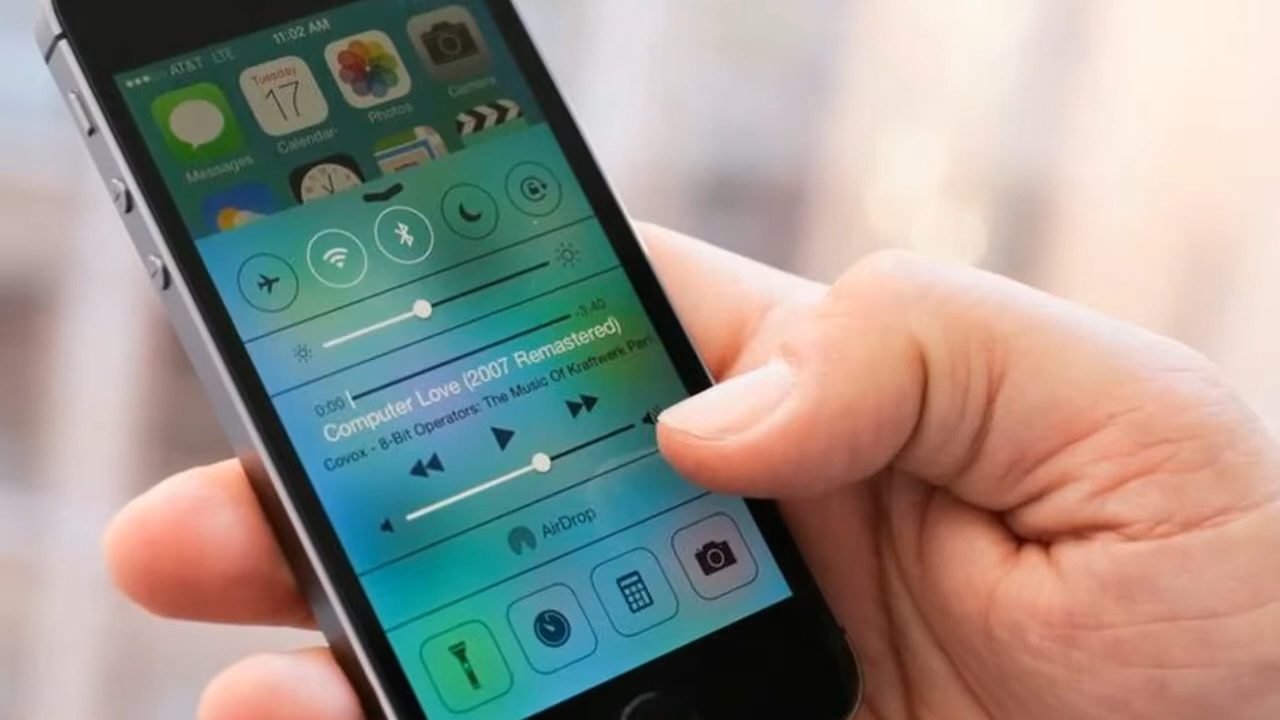 AT&T LTE 11:02 AM
Tuesday
17
Messages Calendar Photos Camera
0:00 -3:40
Computer Love (2007 Remastered)
Covox - 8-Bit Operators: The Music Of Kraftwerk Per
AirDrop